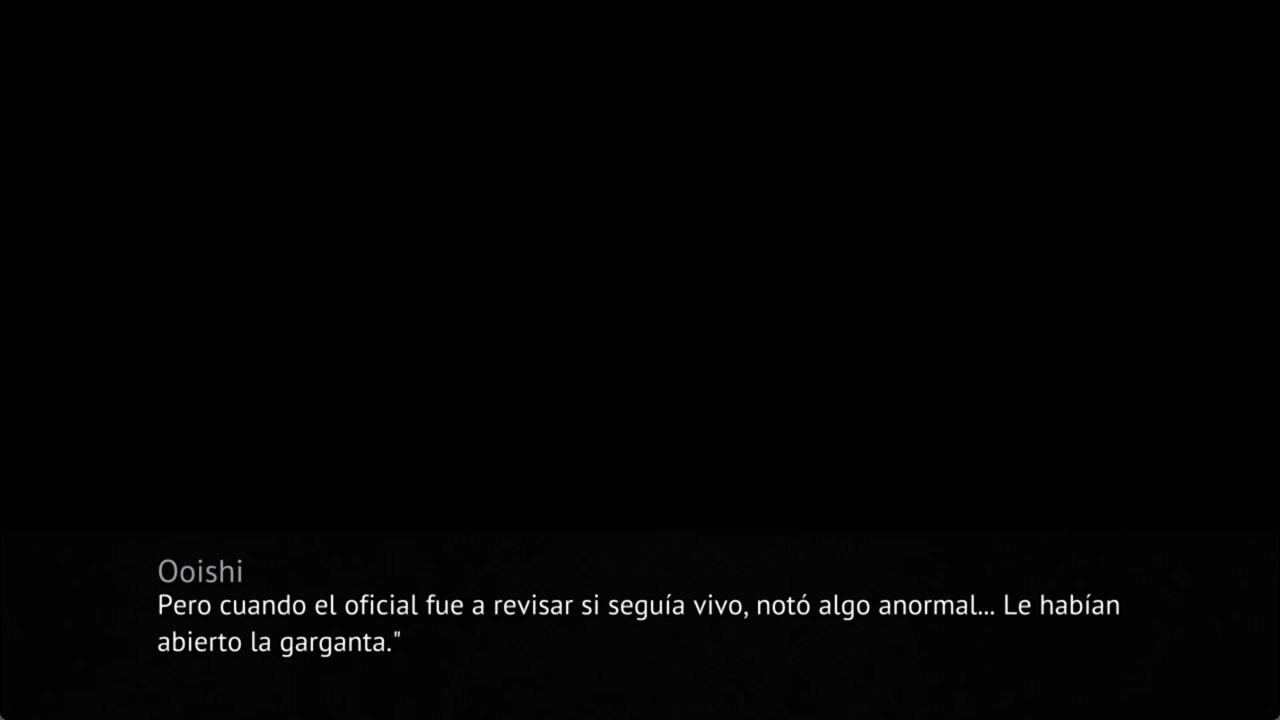 Ooishi
Pero cuando el oficial fue a revisar si seguía vivo, notó algo anormal... Le habían
abierto la garganta."